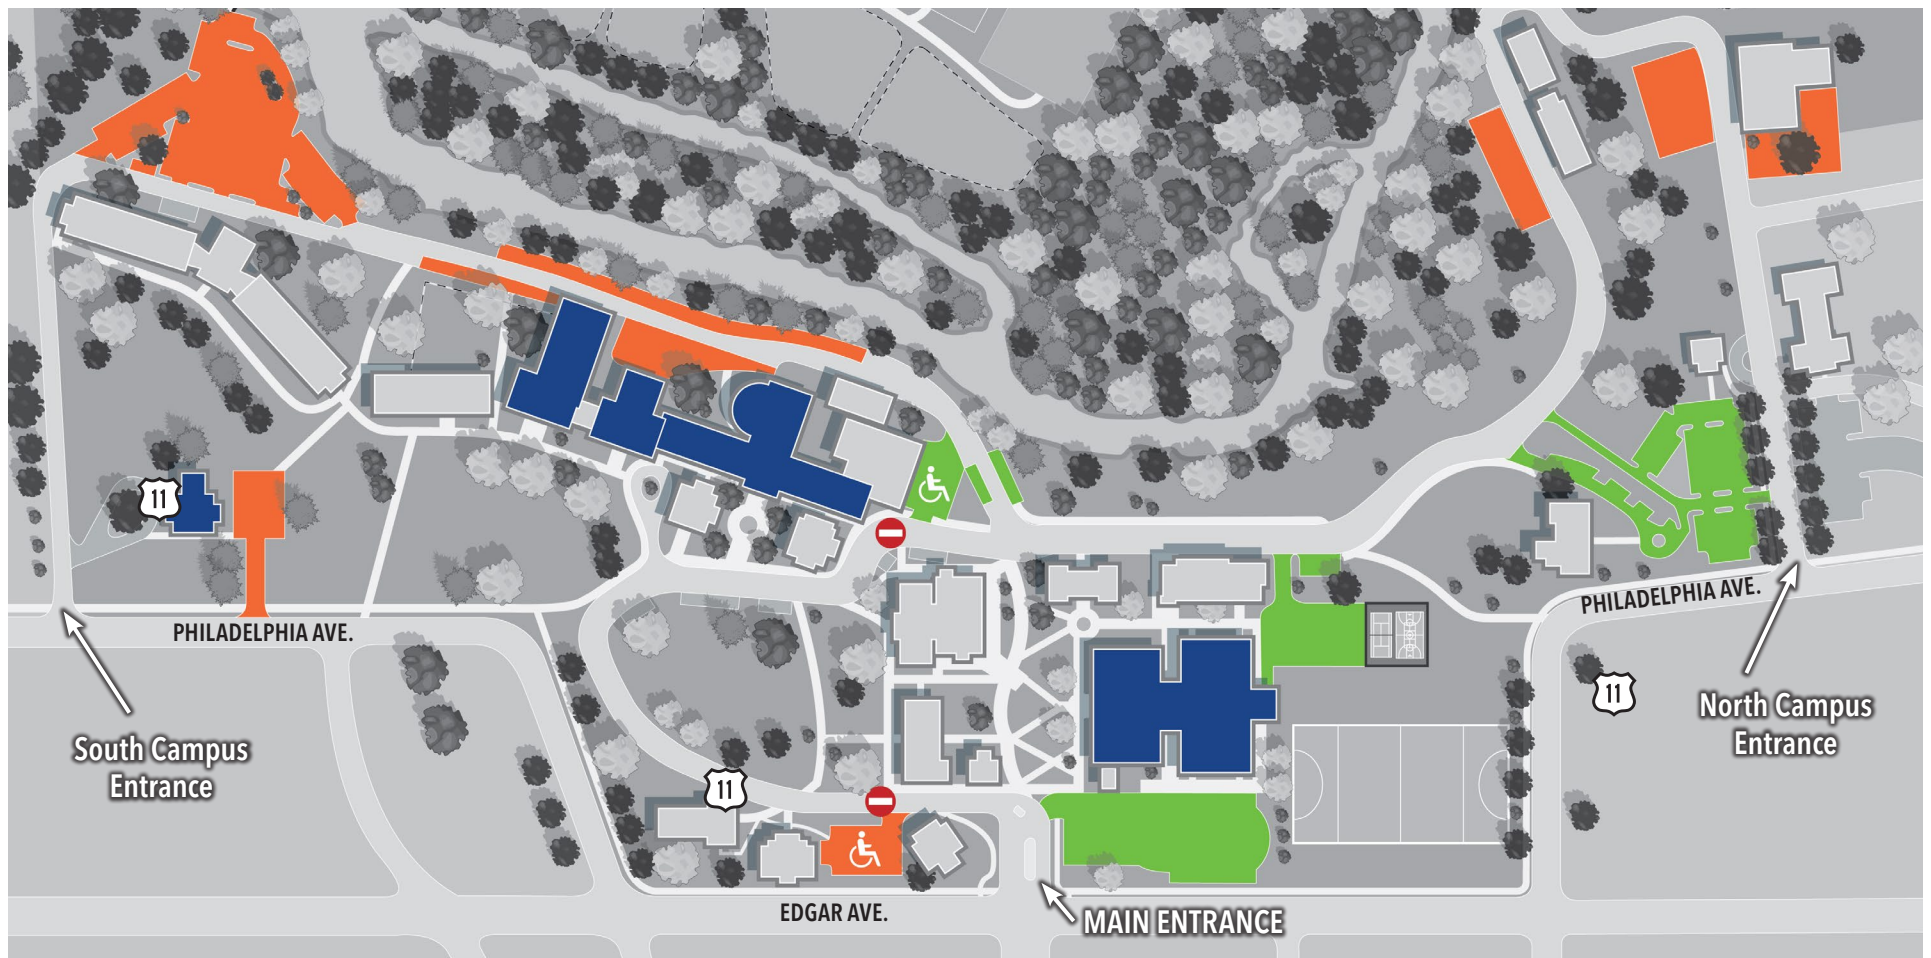 11
PHILADELPHIA AVE.
South Campus
Entrance
11
EDGAR AVE.
MAIN ENTRANCE
PHILADELPHIA AVE.
11
North Campus
Entrance